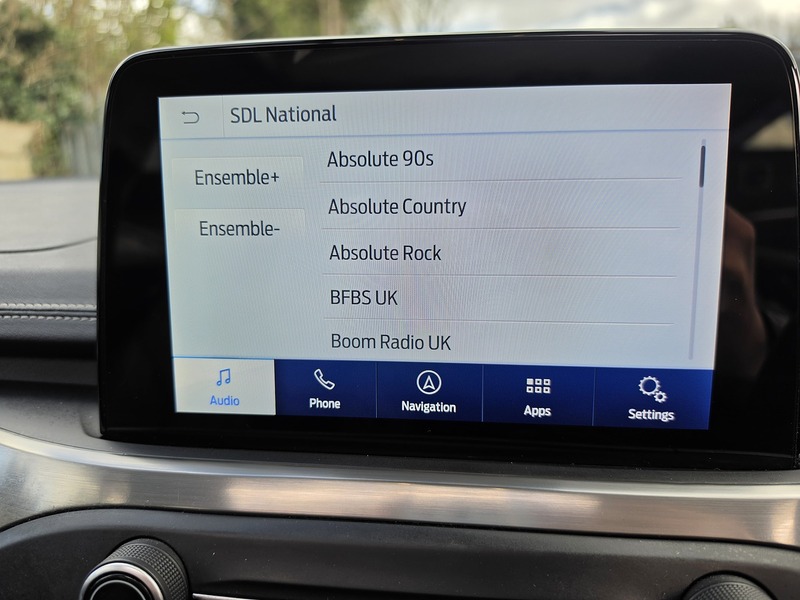 SDL National
Ensemble+
Ensemble-
Absolute 90s
Absolute Country
Absolute Rock
BFBS UK
Boom Radio UK
Audio
Phone
Navigation
Apps
Settings